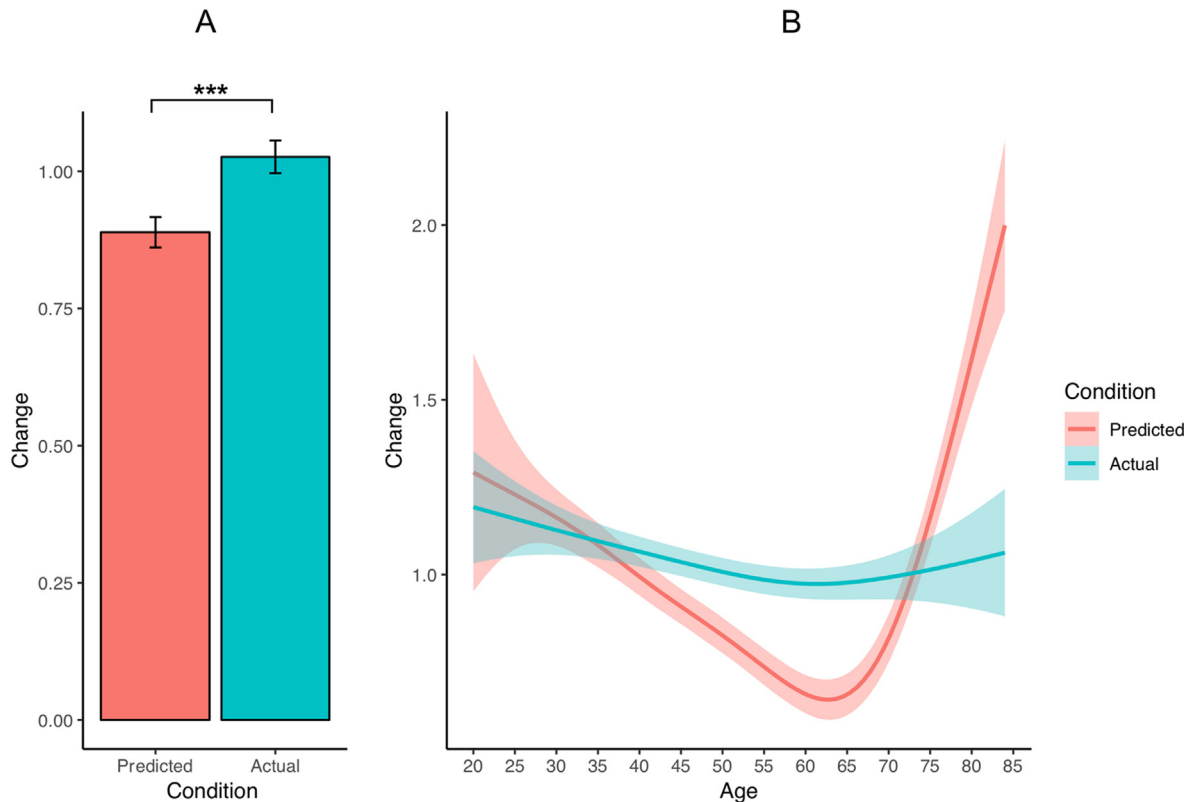 A
***
Change
1.00
0.75
0.50
0.25
0.00
Predicted Actual
Condition
B
Change
2.0
1.5
1.0
20 25 30 35 40 45 50 55 60 65 70 75 80 85
Age
Condition
Predicted
Actual